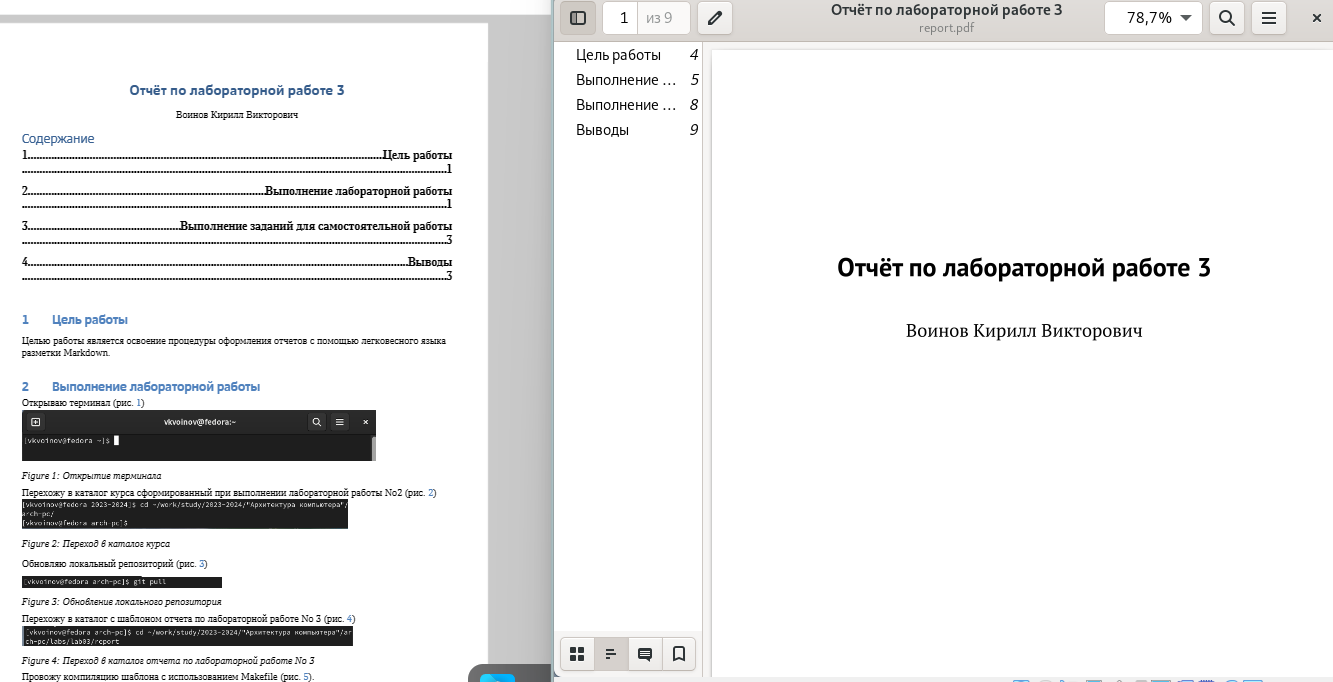 Отчёт по лабораторной работе 3
Воинов Кирилл Викторович
Содержание
1 Цель работы
1
2 Выполнение лабораторной работы
1
3 Выполнение заданий для самостоятельной работы
3
4 Выводы
3
1 Цель работы
Целью работы является освоение процедуры оформления отчетов с помощью легковесного языка
разметки Markdown.
2 Выполнение лабораторной работы
Открываю терминал (рис. 1)
vkvoinov@fedora:~
[vkvoinov@fedora ~]$
Figure 1: Открытие терминала
Перехожу в каталог курса сформированный при выполнении лабораторной работы No2 (рис. 2)
[vkvoinov@fedora 2023-2024]$ cd ~/work/study/2023-2024/"Архитектура компьютера"/
arch-pc/
[vkvoinov@fedora arch-pc]$
Figure 2: Переход в каталог курса
Обновляю локальный репозиторий (рис. 3)
[vkvoinov@fedora arch-pc]$ git pull
Figure 3: Обновление локального репозитория
Перехожу в каталог с шаблоном отчета по лабораторной работе No 3 (рис. 4)
[vkvoinov@fedora arch-pc]$ cd ~/work/study/2023-2024/"Архитектура компьютера"/ar
ch-pc/labs/lab03/report
Figure 4: Переход в каталог отчета по лабораторной работе No 3
Провожу компиляцию шаблона с использованием Makefile (рис. 5).
1 из 9
Отчёт по лабораторной работе 3
report.pdf
78,7%
Цель работы 4
Выполнение ... 5
Выполнение ... 8
Выводы 9
Отчёт по лабораторной работе 3
Воинов Кирилл Викторович